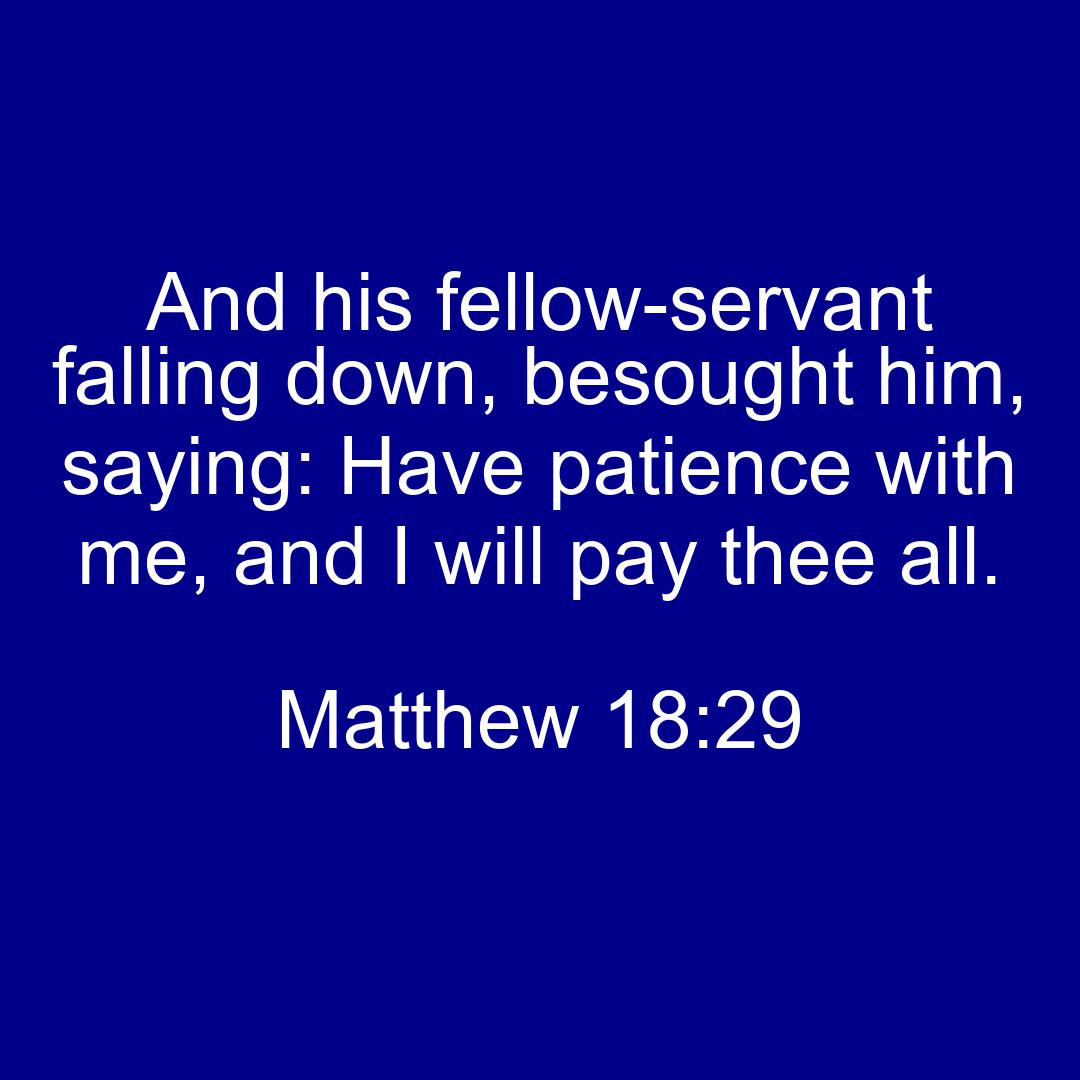 And his fellow-servant
falling down, besought him,
saying: Have patience with
me, and I will pay thee all.
Matthew 18:29